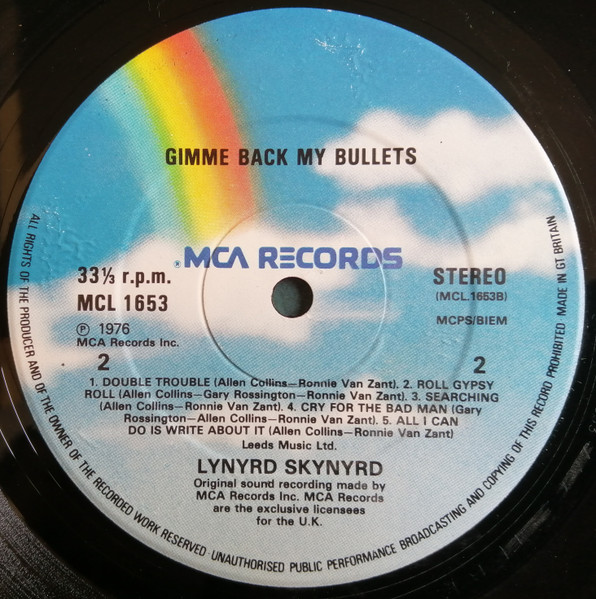 GIMME BACK MY BULLETS
® MCA RECORDS
33⅓ r.p.m.
MCL 1653
STEREO
(MCL.1653B)
Ⓟ 1976
MCA Records Inc.
MCPS/BIEM
2
2
1. DOUBLE TROUBLE (Allen Collins—Ronnie Van Zant). 2. ROLL GYPSY
ROLL (Allen Collins—Gary Rossington—Ronnie Van Zant). 3. SEARCHING
(Allen Collins—Ronnie Van Zant). 4. CRY FOR THE BAD MAN (Gary
Rossington—Allen Collins—Ronnie Van Zant). 5. ALL I CAN
DO IS WRITE ABOUT IT (Allen Collins—Ronnie Van Zant)
Leeds Music Ltd.
LYNYRD SKYNYRD
Original sound recording made by
MCA Records Inc. MCA Records
are the exclusive licensees
for the U.K.
ALL RIGHTS OF THE PRODUCER AND OF THE OWNER OF THE RECORDED WORK RESERVED · UNAUTHORISED PUBLIC PERFORMANCE BROADCASTING AND COPYING OF THIS RECORD PROHIBITED MADE IN GT BRITAIN